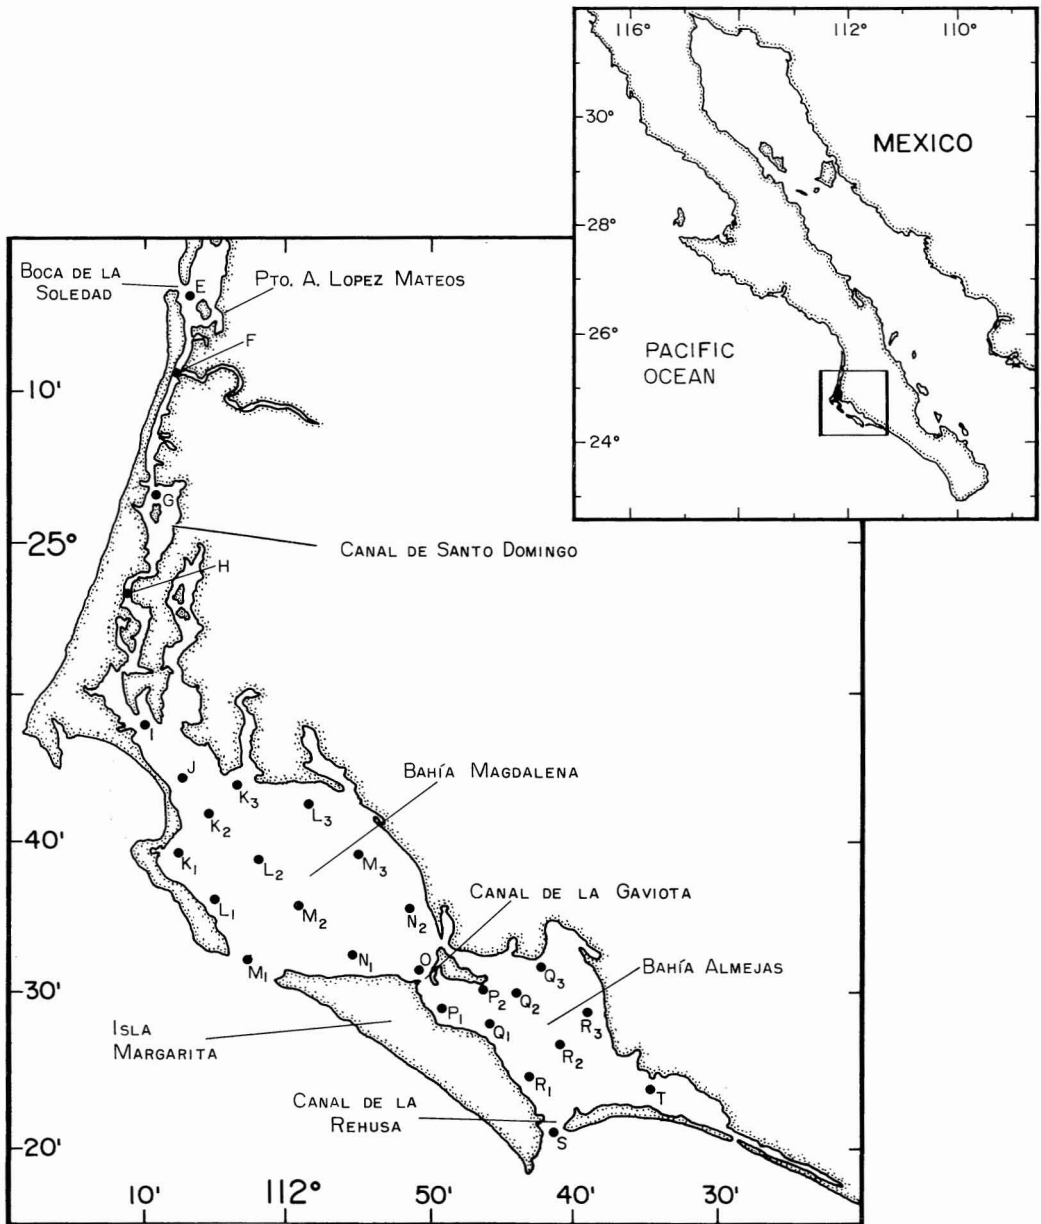 116°
112°
110°
30°
MEXICO
28°
26°
PACIFIC
OCEAN
24°
BOCA DE LA
SOLEDAD
E
PTO. A. LOPEZ MATEOS
F
10'
G
25°
CANAL DE SANTO DOMINGO
H
I
J
K3
BAHÍA MAGDALENA
L3
K2
40'
K1
L2
M3
CANAL DE LA GAVIOTA
L1
M2
N2
M1
N1
O
Q3
BAHÍA ALMEJAS
30'
P2
Q2
P1
Q1
R3
ISLA
MARGARITA
R2
R1
T
CANAL DE LA
REHUSA
S
20'
10'
112°
50'
40'
30'